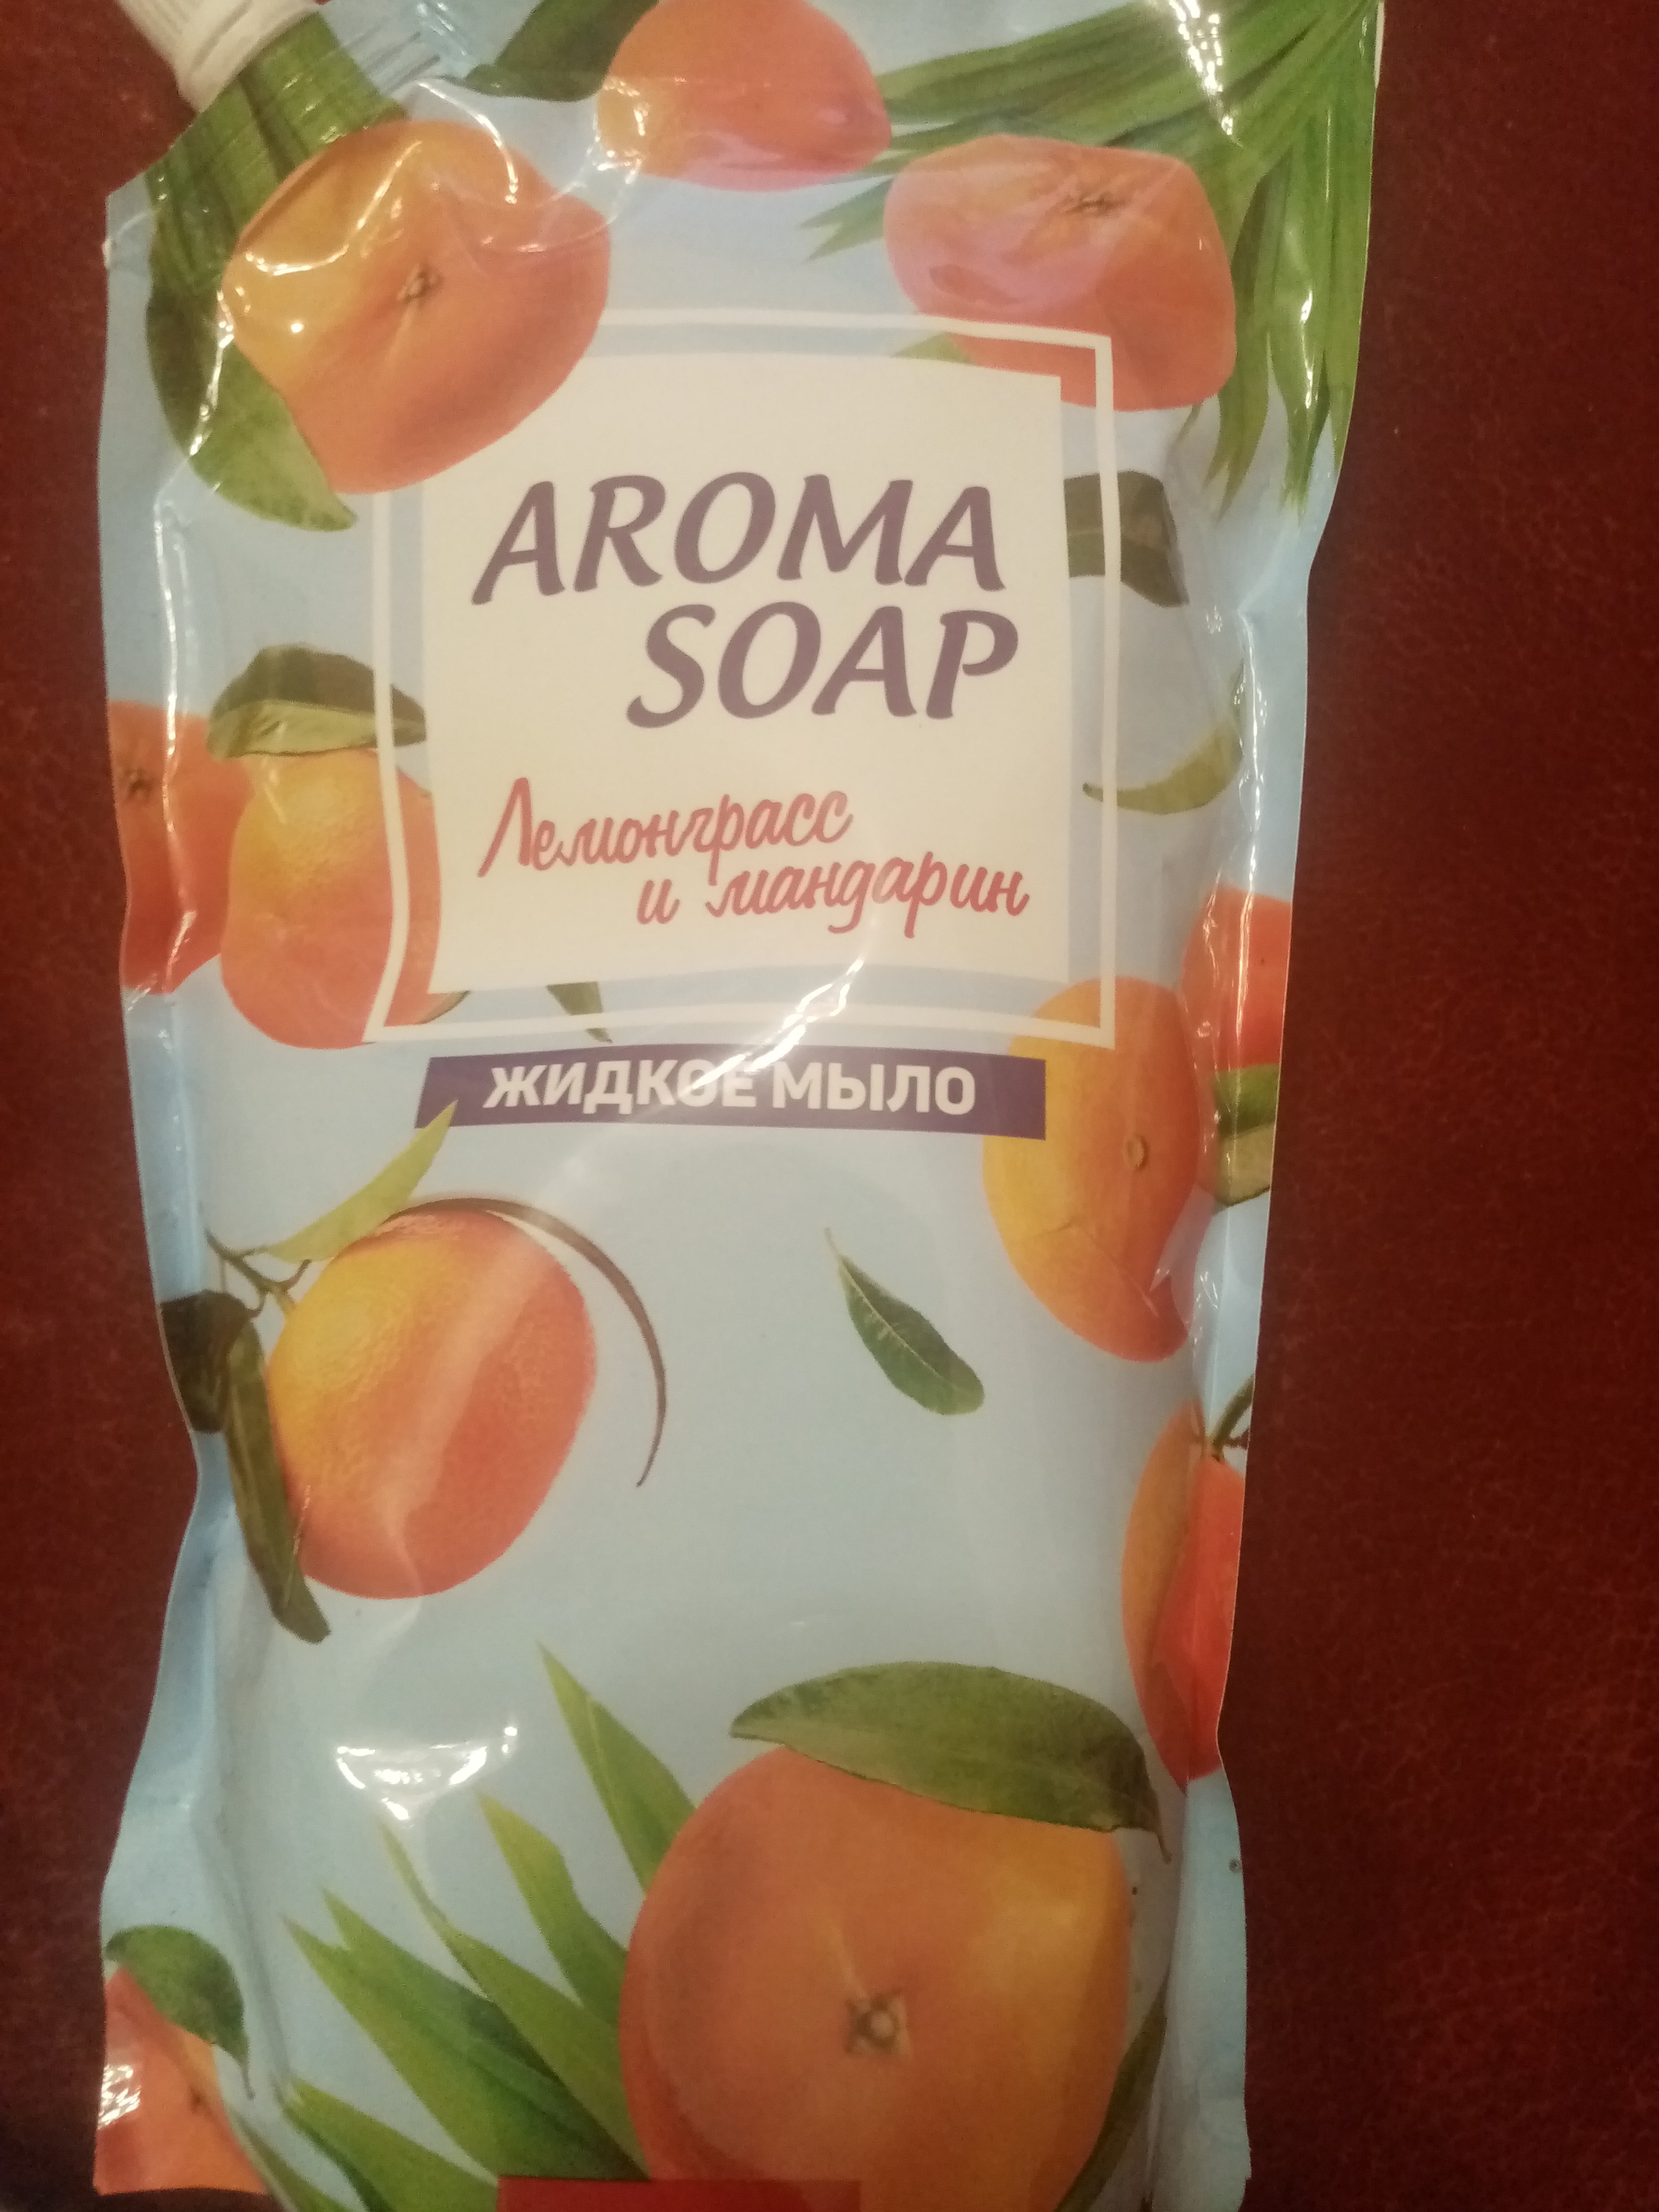 AROMA
SOAP
Лемонграсс
и мандарин
ЖИДКОЕ МЫЛО